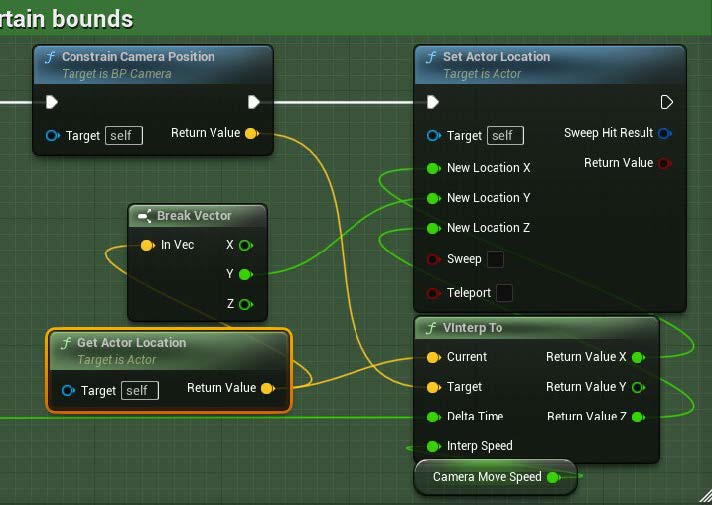 rtain bounds
Constrain Camera Position
Target is BP Camera
Target self
Return Value
Set Actor Location
Target is Actor
Target self
Sweep Hit Result
New Location X
Return Value
New Location Y
New Location Z
Sweep
Teleport
Break Vector
In Vec
X
Y
Z
Get Actor Location
Target is Actor
Target self
Return Value
VInterp To
Current
Return Value X
Target
Return Value Y
Delta Time
Return Value Z
Interp Speed
Camera Move Speed